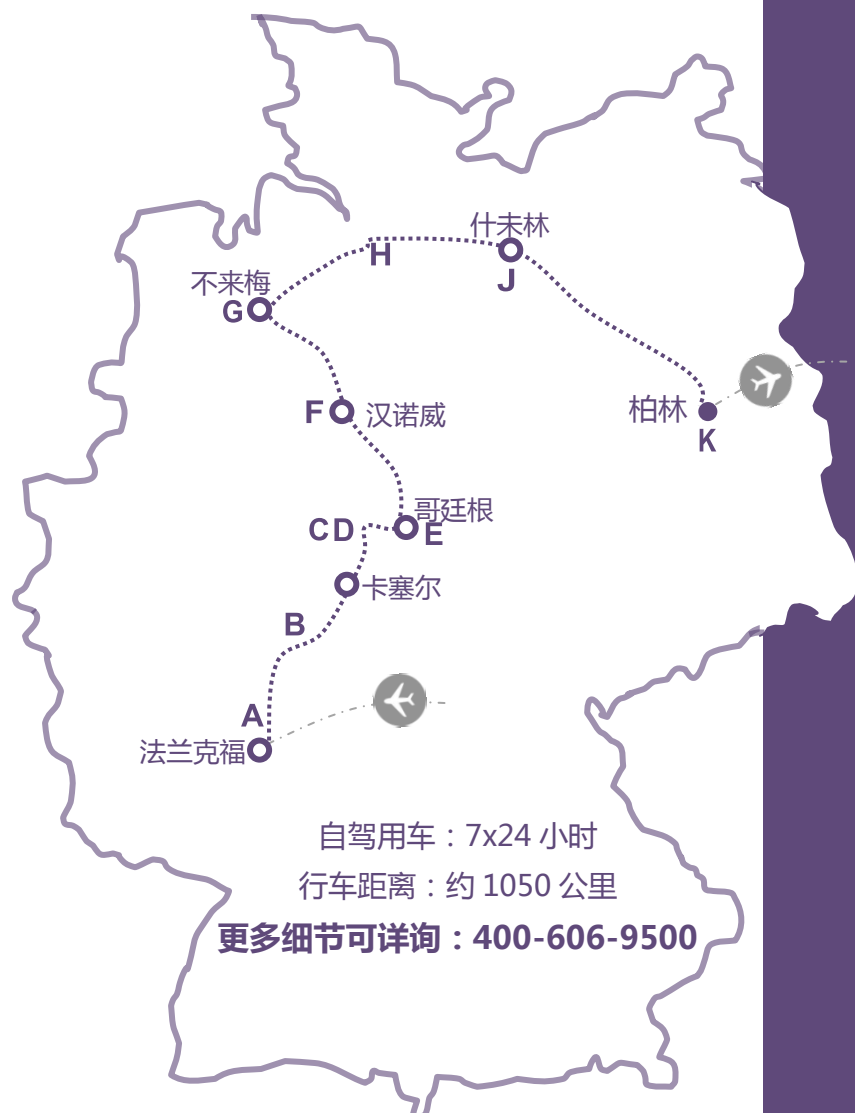 什未林
H
不来梅
J
G
F
汉诺威
柏林
K
哥廷根
CD
E
卡塞尔
B
A
法兰克福
自驾用车：7x24 小时
行车距离：约 1050 公里
更多细节可详询：400-606-9500